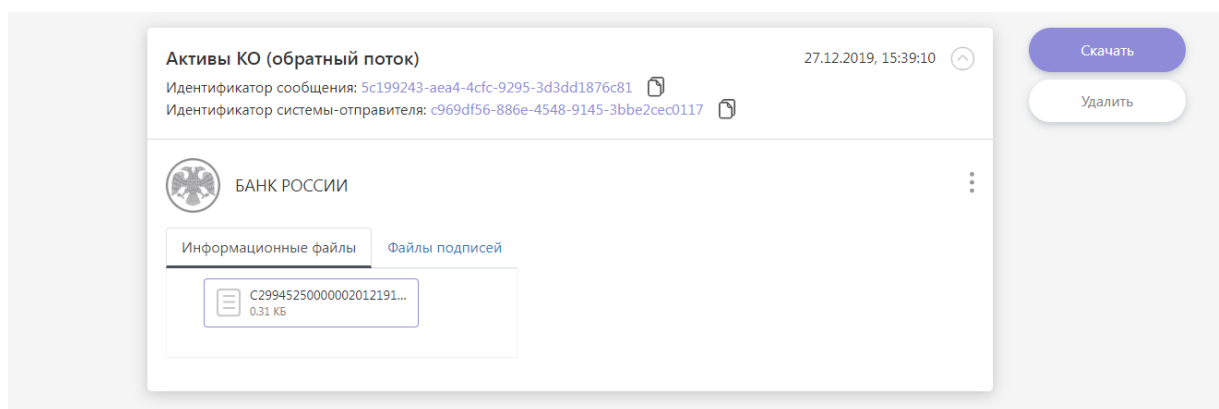 Активы КО (обратный поток)
27.12.2019, 15:39:10
Скачать
Идентификатор сообщения: 5c199243-aea4-4cfc-9295-3d3dd1876c81
Удалить
Идентификатор системы-отправителя: c969df56-886e-4548-9145-3bbe2cec0117
БАНК РОССИИ
Информационные файлы
Файлы подписей
C29945250000002012191...
0.31 КБ